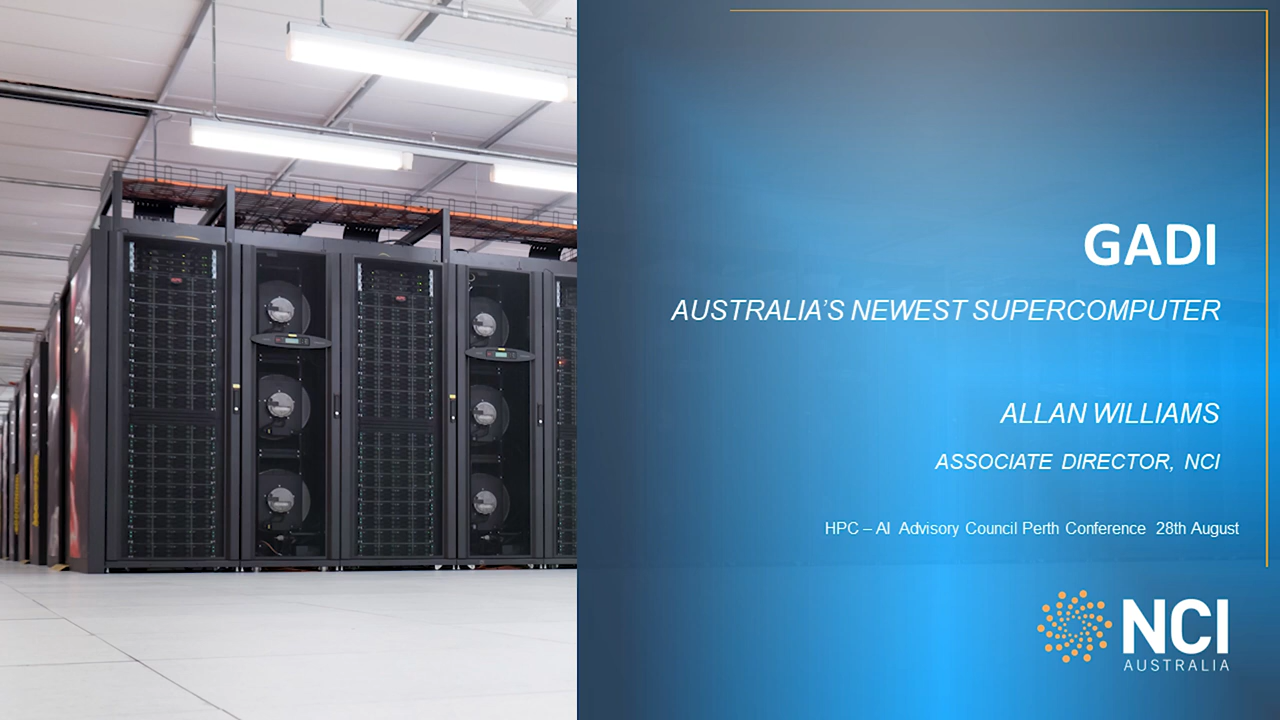 GADI
AUSTRALIA’S NEWEST SUPERCOMPUTER
ALLAN WILLIAMS
ASSOCIATE DIRECTOR, NCI
HPC – AI Advisory Council Perth Conference 28th August
NCI
AUSTRALIA